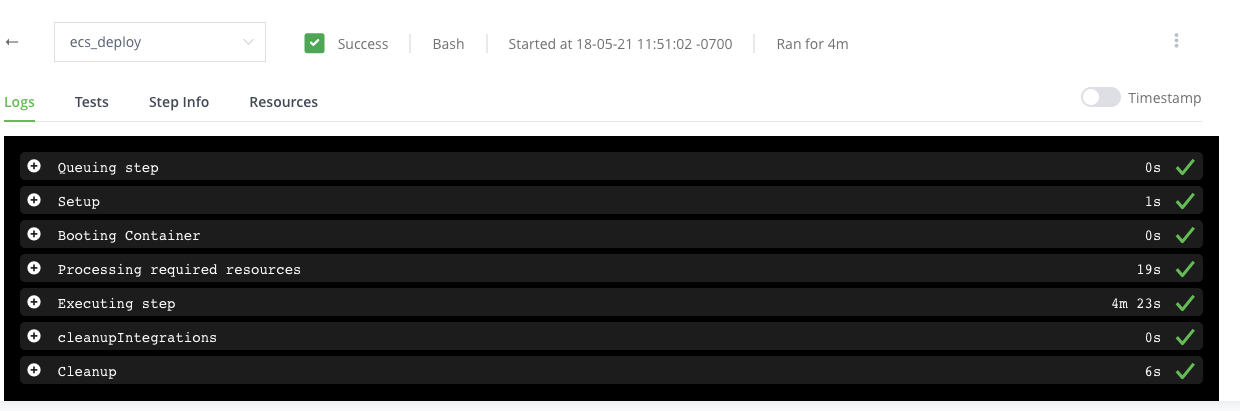 ecs_deploy Success Bash Started at 18-05-21 11:51:02 -0700 Ran for 4m
Logs Tests Step Info Resources Timestamp
Queuing step 0s
Setup 1s
Booting Container 0s
Processing required resources 19s
Executing step 4m 23s
cleanupIntegrations 0s
Cleanup 6s